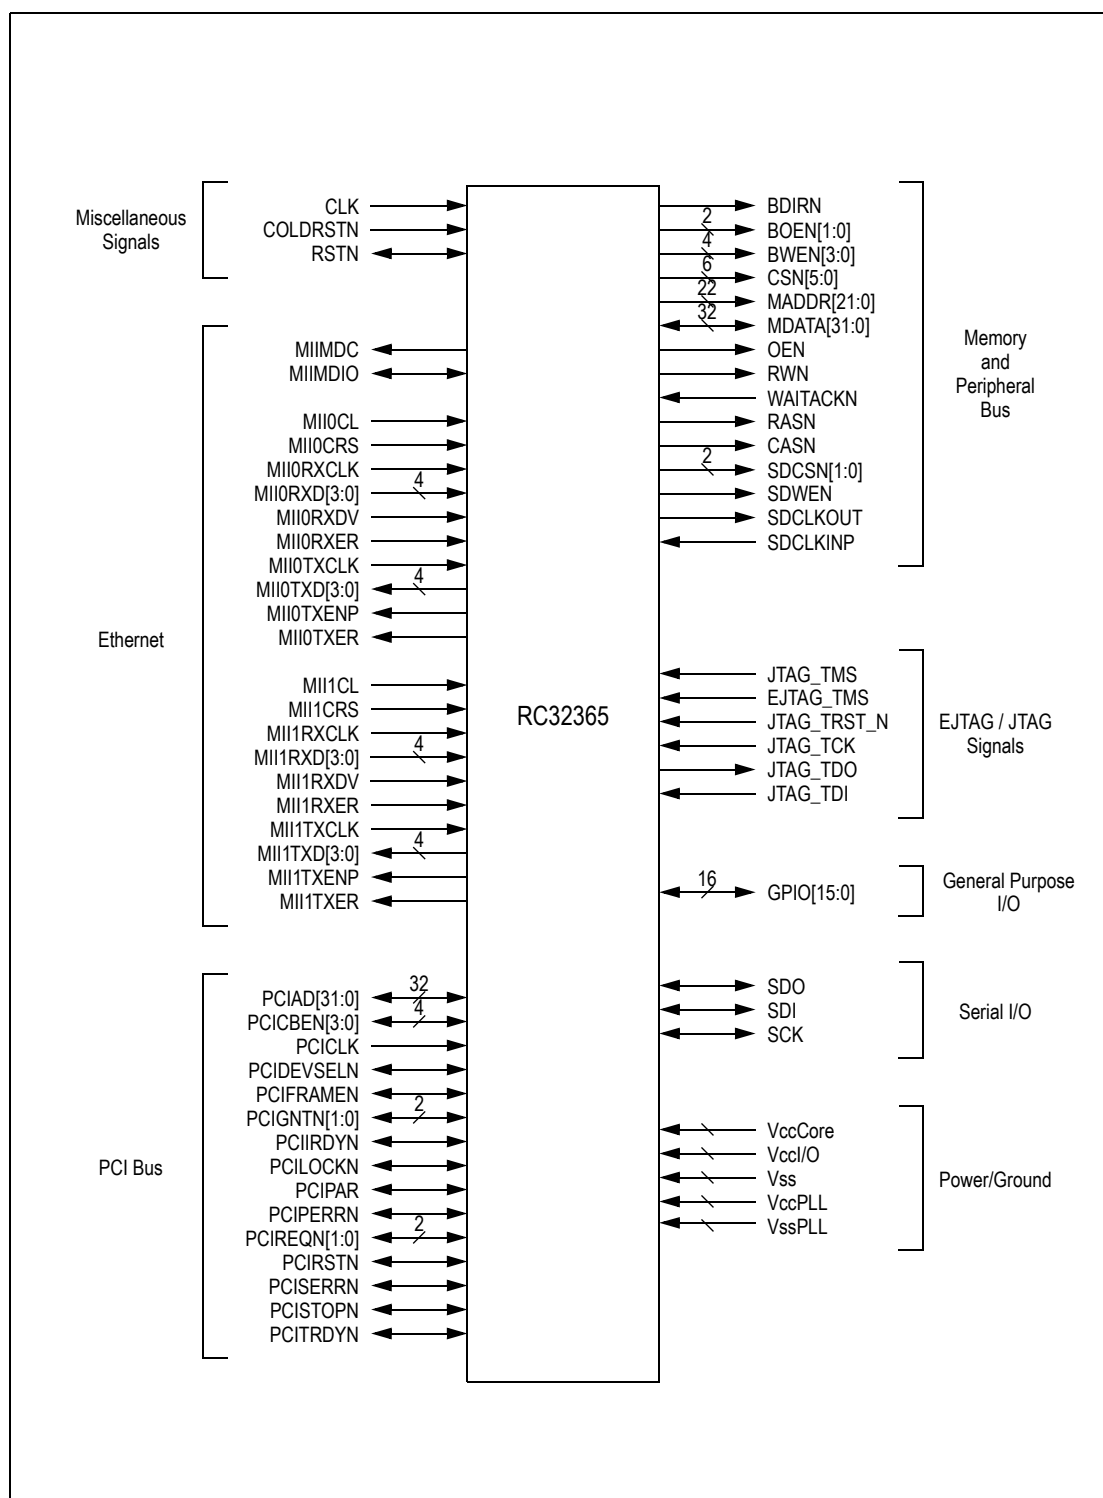 Miscellaneous
Signals
CLK
COLDRSTN
RSTN
Ethernet
MIIMDC
MIIMDIO
MII0CL
MII0CRS
MII0RXCLK
MII0RXD[3:0] 4
MII0RXDV
MII0RXER
MII0TXCLK
MII0TXD[3:0] 4
MII0TXENP
MII0TXER
MII1CL
MII1CRS
MII1RXCLK
MII1RXD[3:0] 4
MII1RXDV
MII1RXER
MII1TXCLK
MII1TXD[3:0] 4
MII1TXENP
MII1TXER
PCI Bus
PCIAD[31:0] 32
PCICBEN[3:0] 4
PCICLK
PCIDEVSELN
PCIFRAMEN
PCIGNTN[1:0] 2
PCIIRDYN
PCILOCKN
PCIPAR
PCIPERRN
PCIREQN[1:0] 2
PCIRSTN
PCISERRN
PCISTOPN
PCITRDYN
RC32365
BDIRN
2 BOEN[1:0]
4 BWEN[3:0]
6 CSN[5:0]
22 MADDR[21:0]
32 MDATA[31:0]
OEN
RWN
WAITACKN
RASN
CASN
2 SDCSN[1:0]
SDWEN
SDCLKOUT
SDCLKINP
Memory
and
Peripheral
Bus
JTAG_TMS
EJTAG_TMS
JTAG_TRST_N
JTAG_TCK
JTAG_TDO
JTAG_TDI
EJTAG / JTAG
Signals
16 GPIO[15:0]
General Purpose
I/O
SDO
SDI
SCK
Serial I/O
VccCore
VccI/O
Vss
VccPLL
VssPLL
Power/Ground